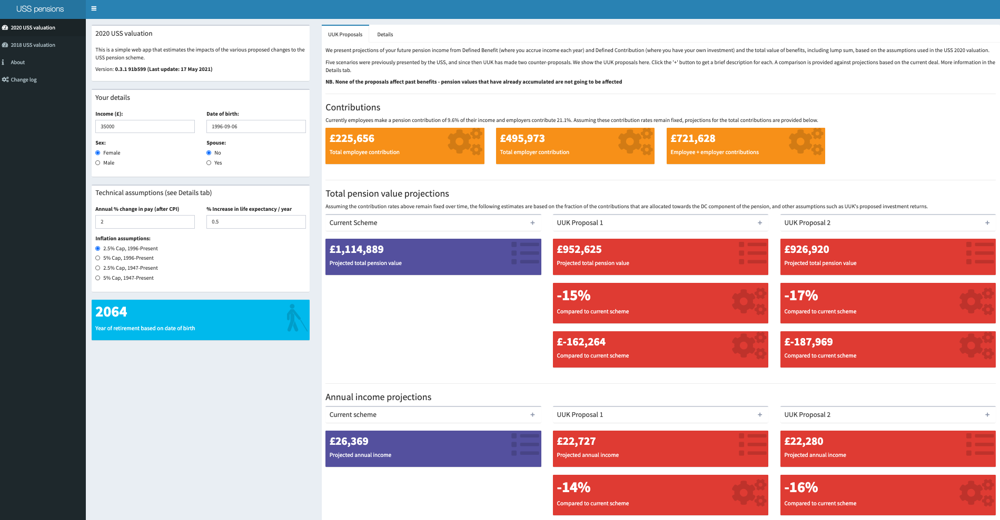 USS pensions
2020 USS valuation
2018 USS valuation
About
Change log
2020 USS valuation
This is a simple web app that estimates the impacts of the various proposed changes to the
USS pension scheme.
Version: 0.3.1 91b599 (Last update: 17 May 2021)
Your details
Income (£):
Date of birth:
35000
1996-09-06
Sex:
Spouse:
Female
No
Male
Yes
Technical assumptions (see Details tab)
Annual % change in pay (after CPI)
% Increase in life expectancy / year
2
0.5
Inflation assumptions:
2.5% Cap, 1996-Present
5% Cap, 1996-Present
2.5% Cap, 1947-Present
5% Cap, 1947-Present
2064
Year of retirement based on date of birth
UUK Proposals
Details
We present projections of your future pension income from Defined Benefit (where you accrue income each year) and Defined Contribution (where you have your own investment) and the total value of benefits, including lump sum, based on the assumptions used in the USS 2020 valuation.
Five scenarios were previously presented by the USS, and since then UUK has made two counter-proposals. We show the UUK proposals here. Click the '+' button to get a brief description for each. A comparison is provided against projections based on the current deal. More information in the
Details tab.
NB. None of the proposals affect past benefits - pension values that have already accumulated are not going to be affected
Contributions
Currently employees make a pension contribution of 9.6% of their income and employers contribute 21.1%. Assuming these contribution rates remain fixed, projections for the total contributions are provided below.
£225,656
Total employee contribution
£495,973
Total employer contribution
£721,628
Employee + employer contributions
Total pension value projections
Assuming the contribution rates above remain fixed over time, the following estimates are based on the fraction of the contributions that are allocated towards the DC component of the pension, and other assumptions such as UUK's proposed investment returns.
Current Scheme +
UUK Proposal 1 +
UUK Proposal 2 +
£1,114,889
Projected total pension value
£952,625
Projected total pension value
£926,920
Projected total pension value
-15%
Compared to current scheme
-17%
Compared to current scheme
£-162,264
Compared to current scheme
£-187,969
Compared to current scheme
Annual income projections
Current scheme +
UUK Proposal 1 +
UUK Proposal 2 +
£26,369
Projected annual income
£22,727
Projected annual income
£22,280
Projected annual income
-14%
Compared to current scheme
-16%
Compared to current scheme